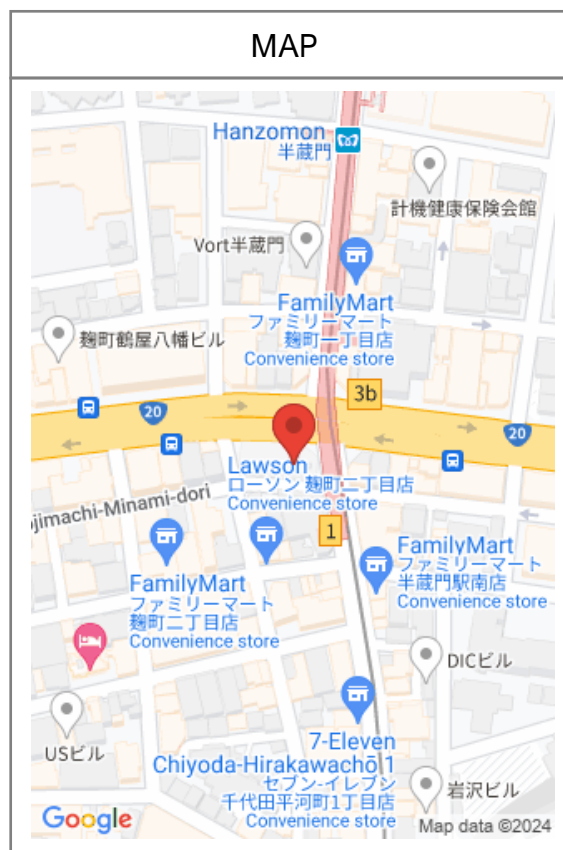 MAP
Hanzomon
半蔵門
計機健康保険会館
Vort半蔵門
FamilyMart
ファミリーマート
麹町一丁目店
Convenience store
麹町鶴屋八幡ビル
3b
20
20
Lawson
ローソン 麹町二丁目店
Convenience store
ojimachi-Minami-dori
1
FamilyMart
ファミリーマート
半蔵門駅南店
Convenience store
FamilyMart
ファミリーマート
麹町二丁目店
Convenience store
DICビル
USビル
7-Eleven
Chiyoda-Hirakawachō 1
セブン-イレブン
千代田平河町1丁目店
Convenience store
岩沢ビル
Google
Map data ©2024